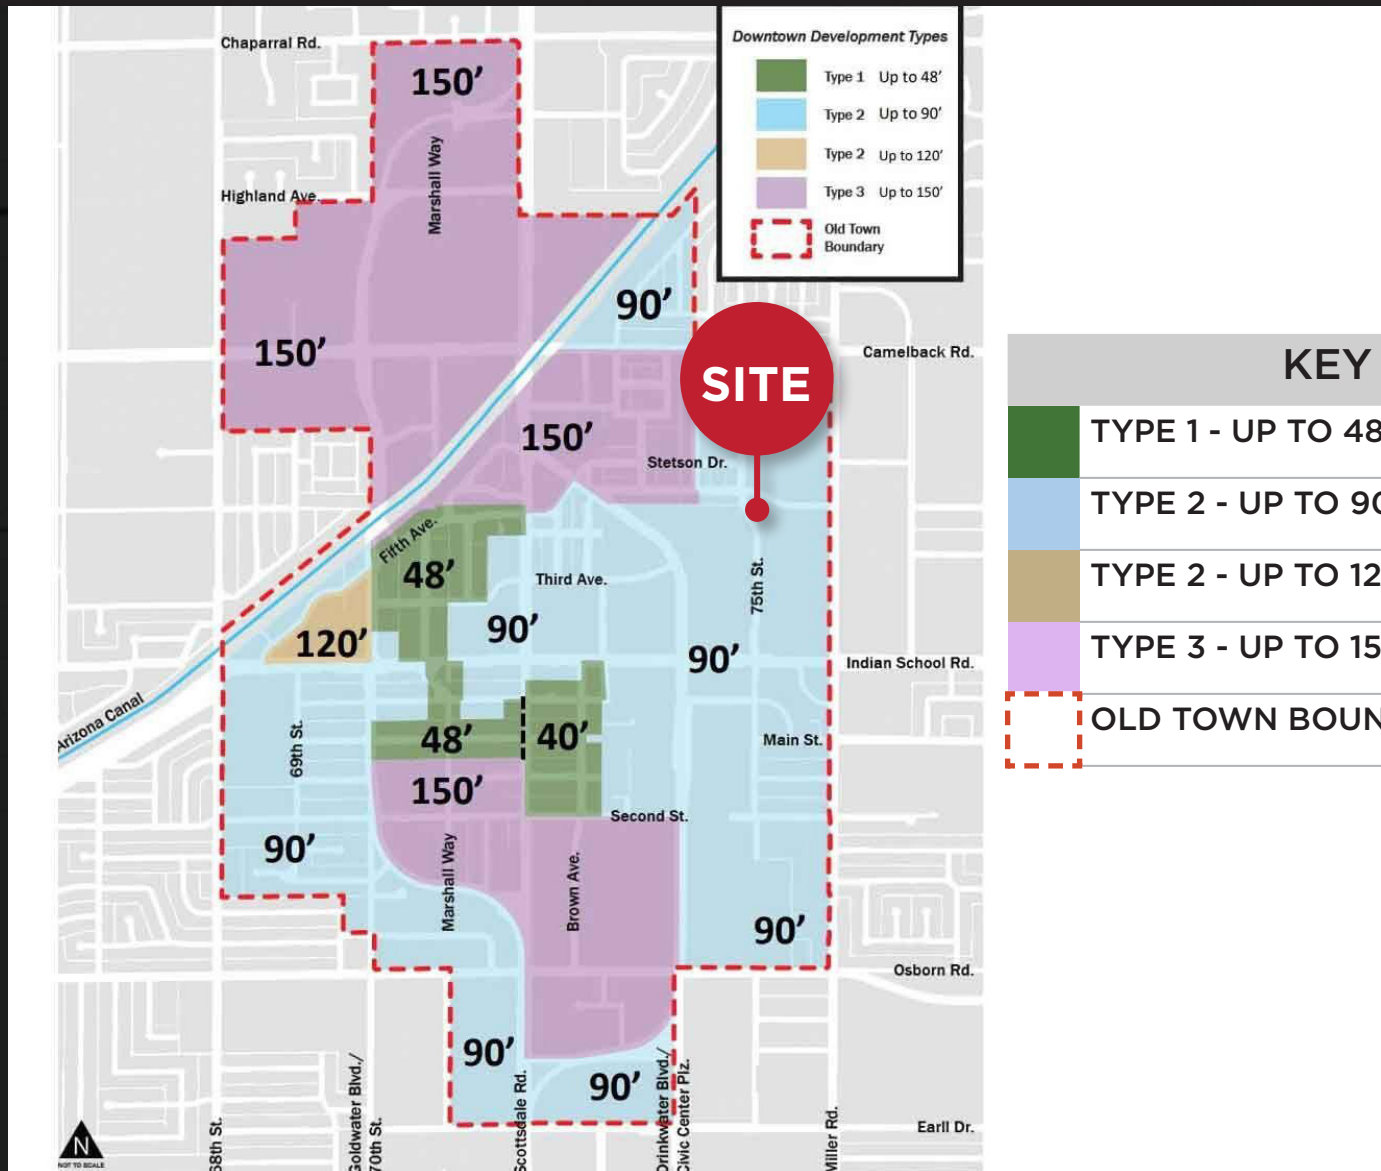 Chaparral Rd.
150'
Marshall Way
Highland Ave.
Downtown Development Types
Type 1 Up to 48'
Type 2 Up to 90'
Type 2 Up to 120'
Type 3 Up to 150'
Old Town
Boundary
90'
150'
SITE
Camelback Rd.
150'
Stetson Dr.
Fifth Ave.
48'
Third Ave.
75th St.
120'
90'
90'
Indian School Rd.
Arizona Canal
69th St.
48'
40'
Main St.
150'
Second St.
90'
Marshall Way
Brown Ave.
90'
Osborn Rd.
90'
90'
Earll Dr.
68th St.
Goldwater Blvd./
70th St.
Scottsdale Rd.
Drinkwater Blvd./
Civic Center Plz.
Miller Rd.
N
NOT TO SCALE
KEY
TYPE 1 - UP TO 48
TYPE 2 - UP TO 90
TYPE 2 - UP TO 12
TYPE 3 - UP TO 15
OLD TOWN BOUN